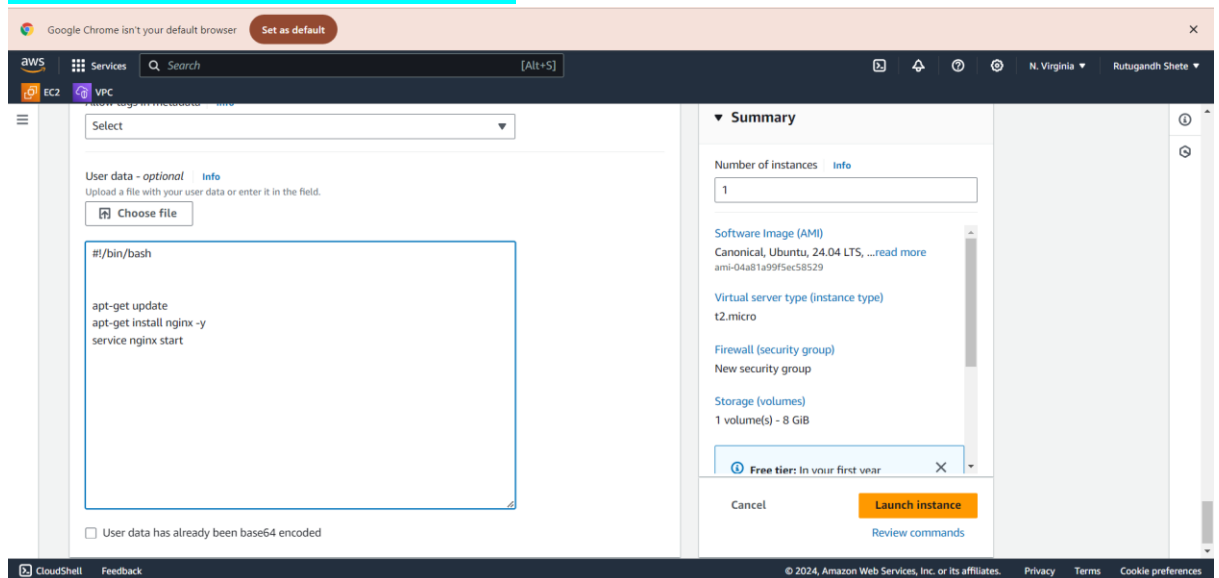 Google Chrome isn't your default browser Set as default
aws Services Search [Alt+S] N. Virginia Rutugandh Shete
EC2 VPC
Allow tags in metadata Info
Select
User data - optional Info
Upload a file with your user data or enter it in the field.
Choose file
#!/bin/bash
apt-get update
apt-get install nginx -y
service nginx start
User data has already been base64 encoded
Summary
Number of instances Info
1
Software Image (AMI)
Canonical, Ubuntu, 24.04 LTS, ...read more
ami-04a81a99f5ec58529
Virtual server type (instance type)
t2.micro
Firewall (security group)
New security group
Storage (volumes)
1 volume(s) - 8 GiB
Free tier: In your first year
Cancel Launch instance
Review commands
CloudShell Feedback © 2024, Amazon Web Services, Inc. or its affiliates. Privacy Terms Cookie preferences